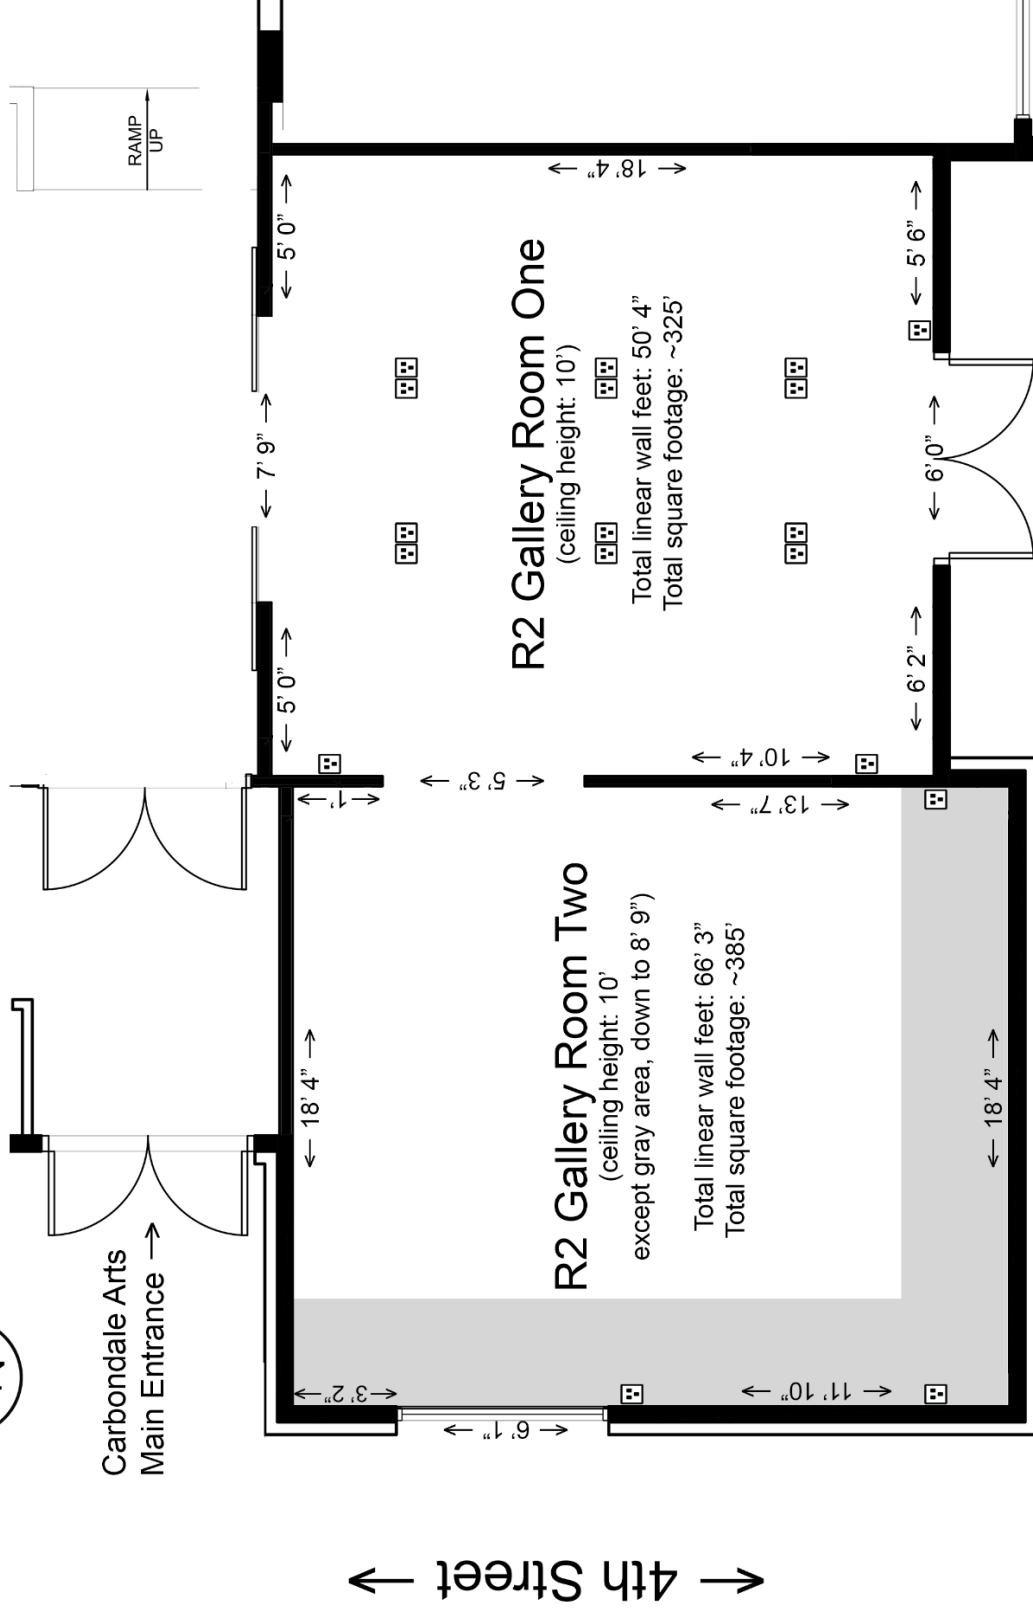 RAMP
UP
← 5' 0” →
← 18' 4” →
← 7' 9” →
← 5' 0” →
R2 Gallery Room One
(ceiling height: 10')
Total linear wall feet: 50' 4”
Total square footage: ~325'
← 5' 6” →
← 6' 0” →
← 6' 2” →
← 10' 4” →
← 5' 3” →
← 1' →
← 13' 7” →
R2 Gallery Room Two
(ceiling height: 10'
except gray area, down to 8' 9”)
Total linear wall feet: 66' 3”
Total square footage: ~385'
← 18' 4” →
← 18' 4” →
← 3' 2” →
← 6' 1” →
← 11' 10” →
Carbondale Arts
Main Entrance →
← 4th Street →